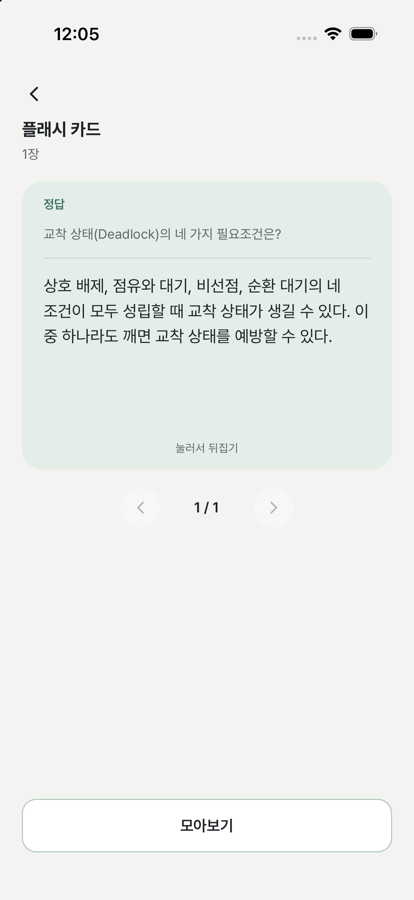 12:05
플래시 카드
1장
정답
교착 상태(Deadlock)의 네 가지 필요조건은?
상호 배제, 점유와 대기, 비선점, 순환 대기의 네
조건이 모두 성립할 때 교착 상태가 생길 수 있다. 이
중 하나라도 깨면 교착 상태를 예방할 수 있다.
눌러서 뒤집기
1 / 1
모아보기